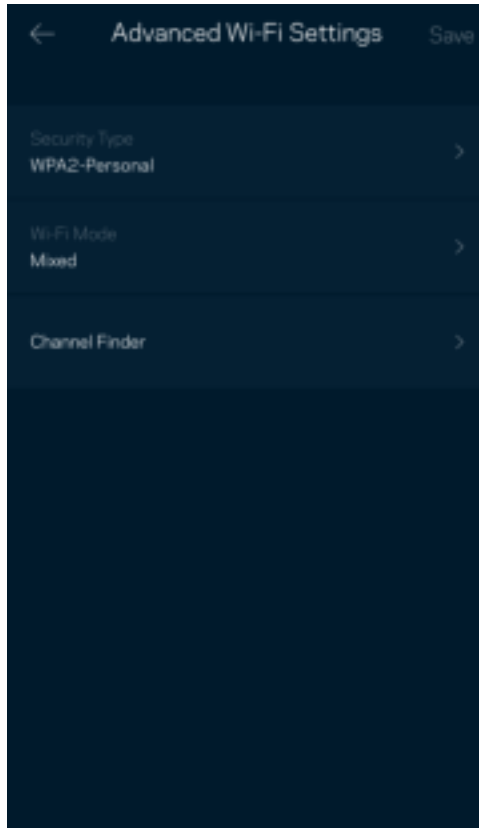 Advanced Wi-Fi Settings Save
Security Type
WPA2-Personal
Wi-Fi Mode
Mixed
Channel Finder